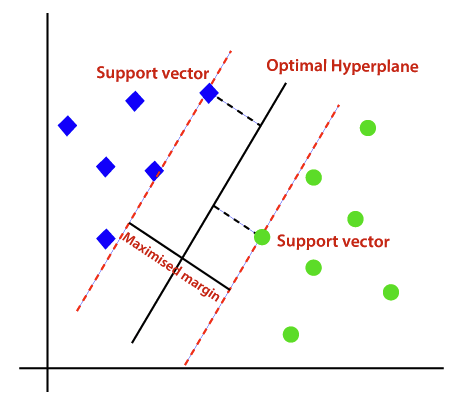 Support vector
Optimal Hyperplane
Support vector
Maximised margin